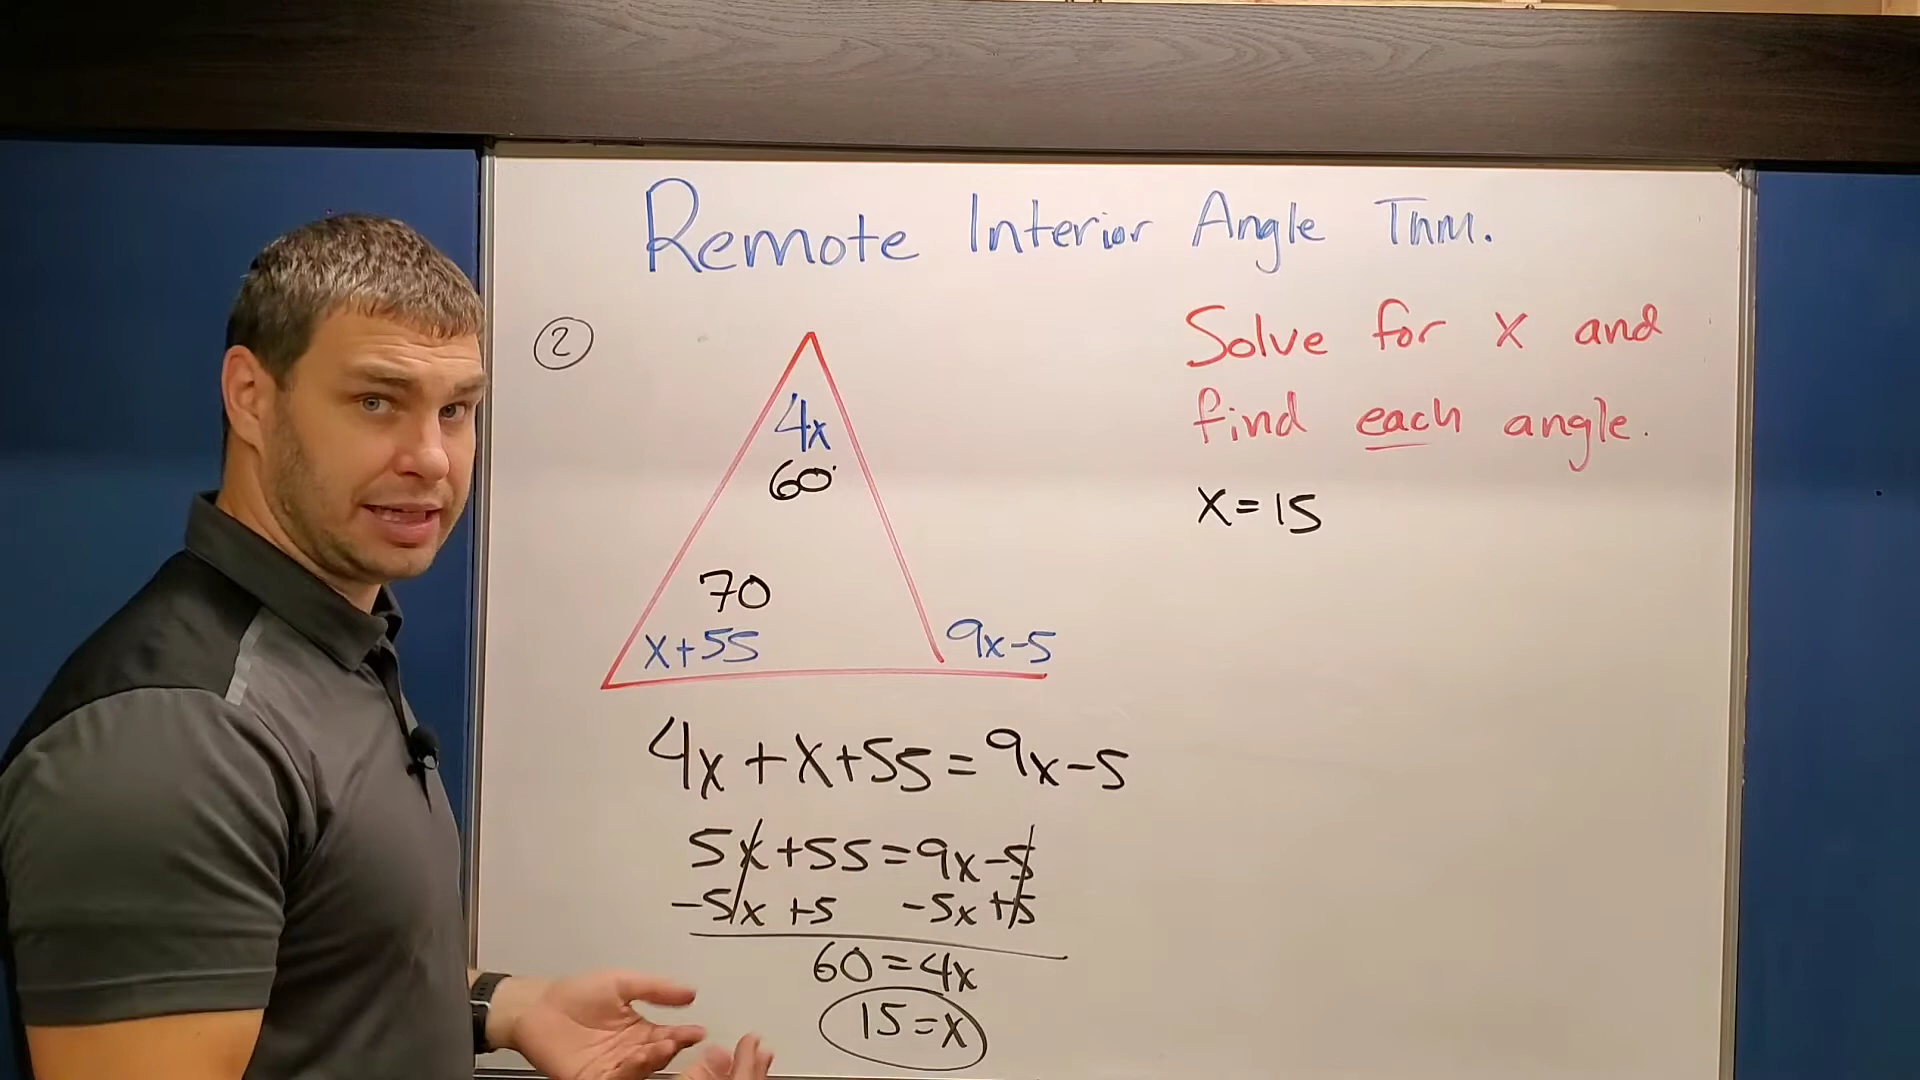 Remote Interior Angle Thm.
2
Solve for x and
find each angle.
x=15
4x
60°
70
x+55
9x-5
4x+x+55=9x-5
5x+55=9x-5
-5x +5 -5x +5
60=4x
15=x